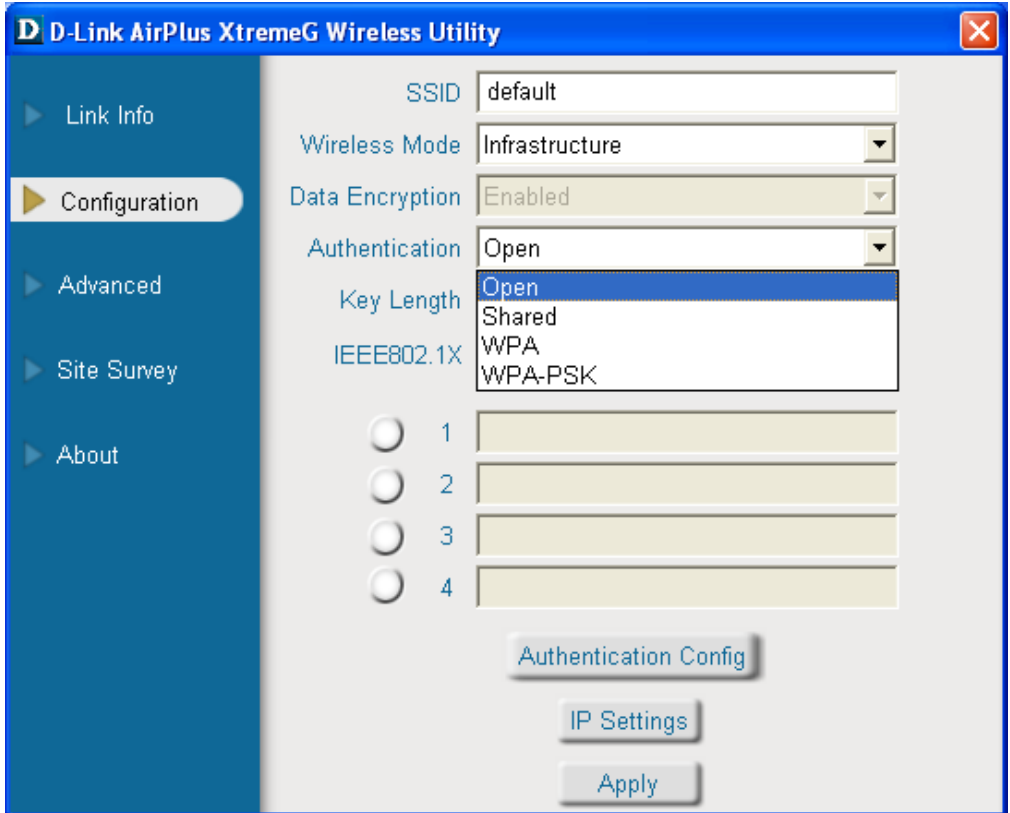 D D-Link AirPlus XtremeG Wireless Utility
Link Info
Configuration
Advanced
Site Survey
About
SSID default
Wireless Mode Infrastructure
Data Encryption Enabled
Authentication Open
Key Length
IEEE802.1X
Open
Shared
WPA
WPA-PSK
1
2
3
4
Authentication Config
IP Settings
Apply